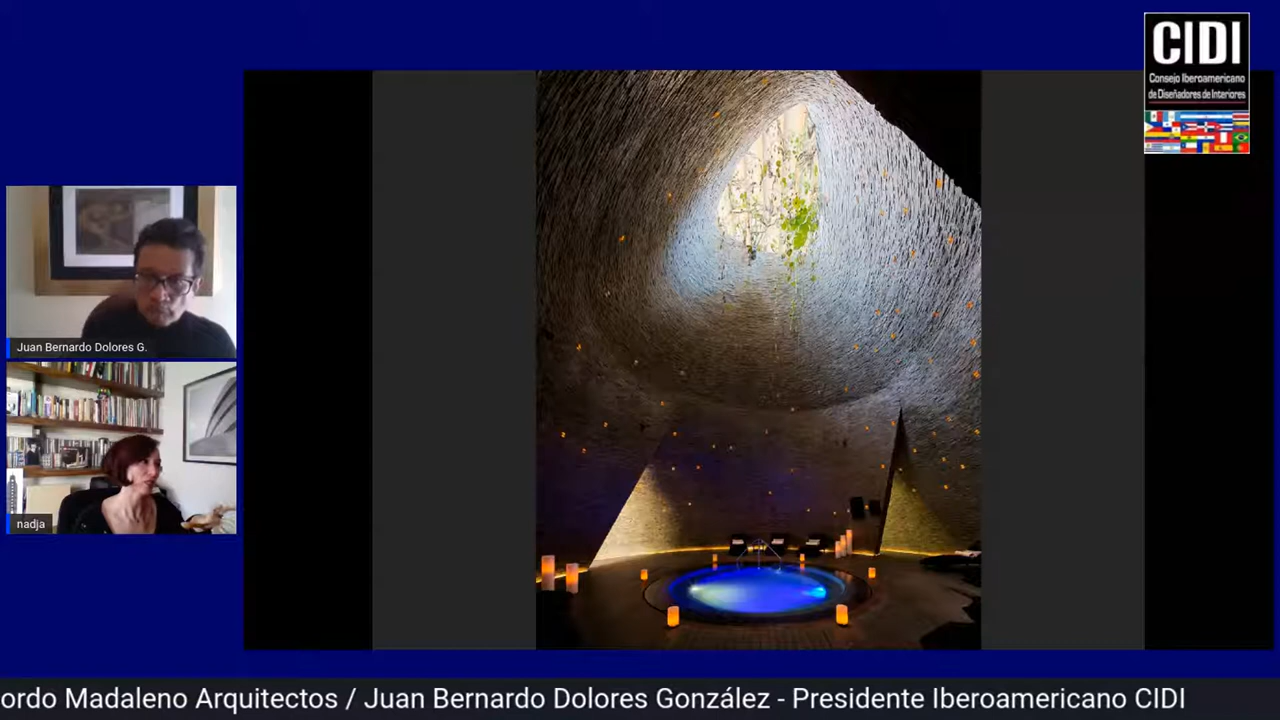 CIDI
Consejo Iberoamericano
de Diseñadores de Interiores
Juan Bernardo Dolores G.
nadja
ordo Madaleno Arquitectos / Juan Bernardo Dolores González - Presidente Iberoamericano CIDI